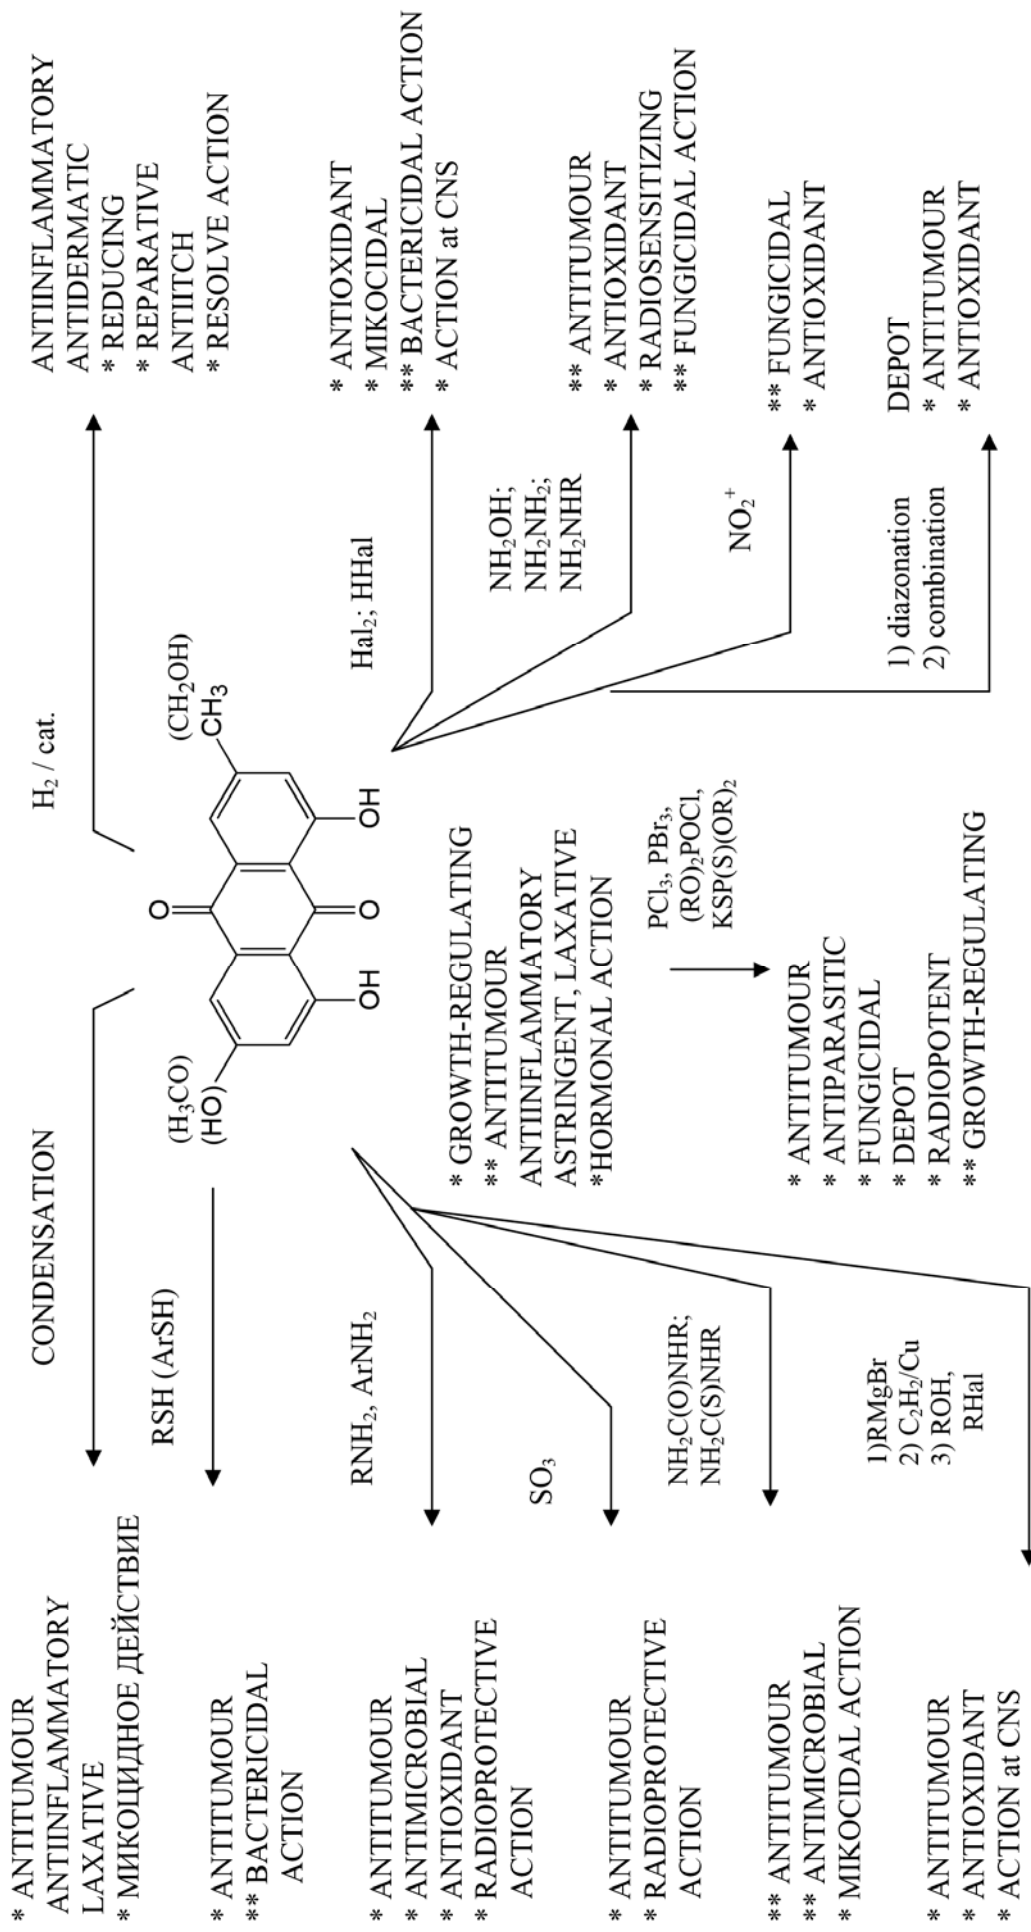 CONDENSATION
H₂ / cat.
* ANTITUMOUR
ANTIINFLAMMATORY
LAXATIVE
* МИКОЦИДНОЕ ДЕЙСТВИЕ
ANTIINFLAMMATORY
ANTIDERMATIC
* REDUCING
* REPARATIVE
ANTIITCH
* RESOLVE ACTION
(H₃CO)
(HO)
O
O
OH
OH
(CH₂OH)
CH3
RSH (ArSH)
* ANTITUMOUR
** BACTERICIDAL
ACTION
RNH₂, ArNH₂
* ANTITUMOUR
* ANTIMICROBIAL
* ANTIOXIDANT
* RADIOPROTECTIVE
ACTION
Hal₂; HHal
* ANTIOXIDANT
* MIKOCIDAL
** BACTERICIDAL ACTION
* ACTION at CNS
* GROWTH-REGULATING
** ANTITUMOUR
ANTIINFLAMMATORY
ASTRINGENT, LAXATIVE
*HORMONAL ACTION
SO₃
* ANTITUMOUR
* RADIOPROTECTIVE
ACTION
NH₂OH;
NH₂NH₂;
NH₂NHR
** ANTITUMOUR
* ANTIOXIDANT
* RADIOSENSITIZING
** FUNGICIDAL ACTION
NH₂C(O)NHR;
NH₂C(S)NHR
** ANTITUMOUR
** ANTIMICROBIAL
* MIKOCIDAL ACTION
PCl₃, PBr₃,
(RO)₂POCl,
KSP(S)(OR)₂
* ANTITUMOUR
* ANTIPARASITIC
* FUNGICIDAL
* DEPOT
* RADIOPOTENT
** GROWTH-REGULATING
NO₂⁺
** FUNGICIDAL
* ANTIOXIDANT
1)RMgBr
2) C₂H₂/Cu
3) ROH,
RHal
* ANTITUMOUR
* ANTIOXIDANT
* ACTION at CNS
1) diazonation
2) combination
DEPOT
* ANTITUMOUR
* ANTIOXIDANT